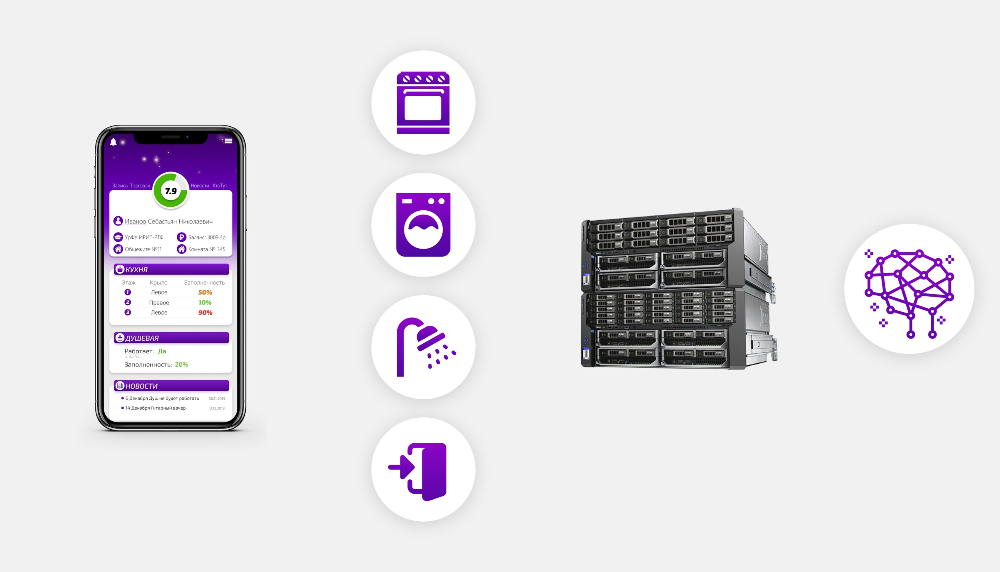 Запись Торговля Новости КтоТут
7.9
Иванов Себастьян Николаевич
УрФУ ИРИТ-РТФ Баланс: 3009.4р
Общежите №11 Комната № 345
КУХНЯ
Этаж Крыло Заполненность
1 Левое 50%
2 Правое 10%
3 Левое 90%
ДУШЕВАЯ
Работает: Да
2:33-43
Заполненность: 20%
НОВОСТИ
6 Декабря Душ не будет работать 30.11.2019
14 Декабря Гитарный вечер 3.12.2019